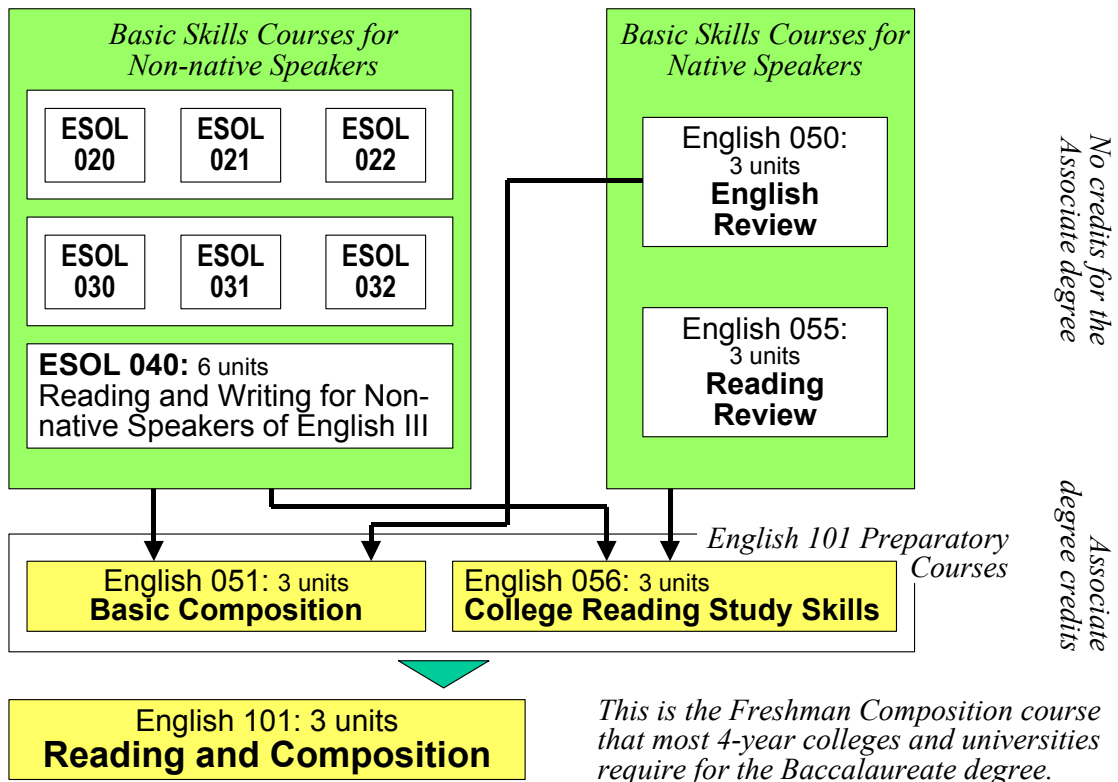 Basic Skills Courses for
Non-native Speakers
ESOL
020
ESOL
021
ESOL
022
ESOL
030
ESOL
031
ESOL
032
ESOL 040: 6 units
Reading and Writing for Non-
native Speakers of English III
Basic Skills Courses for
Native Speakers
English 050:
3 units
English
Review
English 055:
3 units
Reading
Review
No credits for the
Associate degree
English 101 Preparatory
Courses
English 051: 3 units
Basic Composition
English 056: 3 units
College Reading Study Skills
Associate
degree credits
English 101: 3 units
Reading and Composition
This is the Freshman Composition course
that most 4-year colleges and universities
require for the Baccalaureate degree.